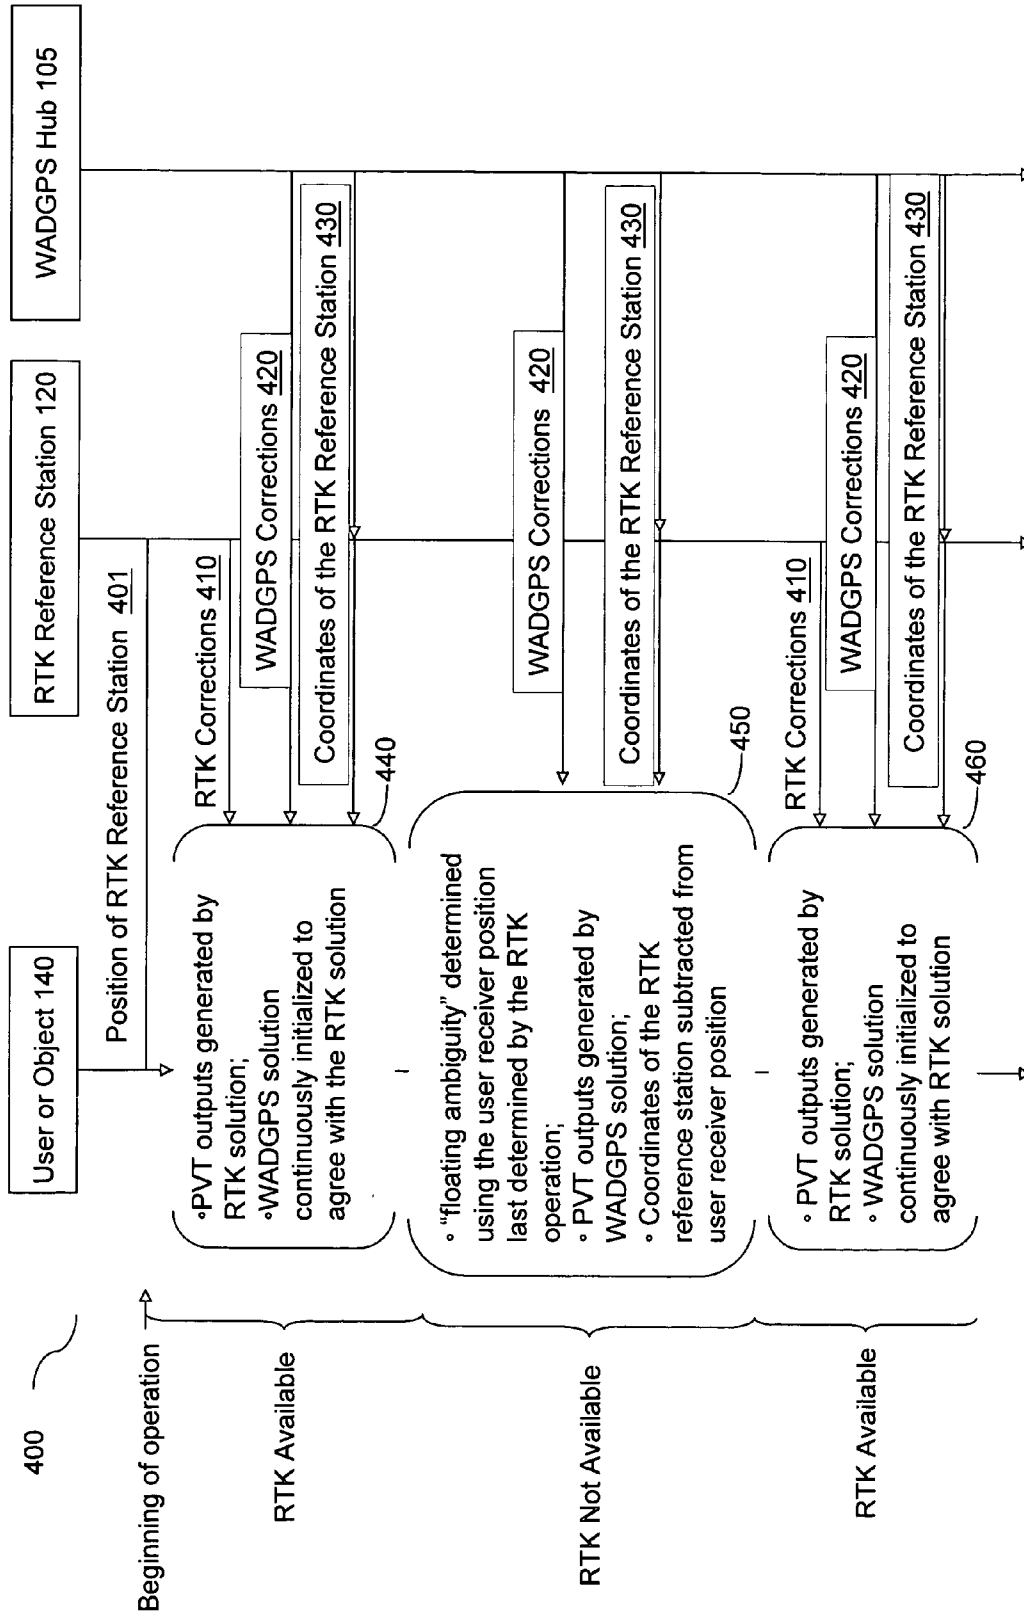 400
User or Object 140
RTK Reference Station 120
WADGPS Hub 105
Beginning of operation
Position of RTK Reference Station 401
RTK Available
•PVT outputs generated by
RTK solution;
•WADGPS solution
continuously initialized to
agree with the RTK solution
440
RTK Corrections 410
WADGPS Corrections 420
Coordinates of the RTK Reference Station 430
RTK Not Available
• “floating ambiguity” determined
using the user receiver position
last determined by the RTK
operation;
• PVT outputs generated by
WADGPS solution;
• Coordinates of the RTK
reference station subtracted from
user receiver position
450
WADGPS Corrections 420
Coordinates of the RTK Reference Station 430
RTK Available
• PVT outputs generated by
RTK solution;
• WADGPS solution
continuously initialized to
agree with RTK solution
460
RTK Corrections 410
WADGPS Corrections 420
Coordinates of the RTK Reference Station 430